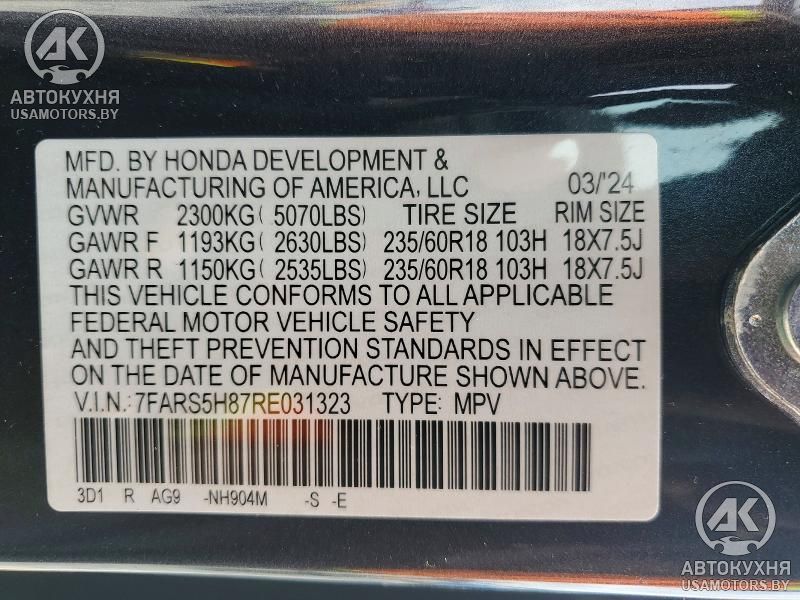 AK
АВТОКУХНЯ
USAMOTORS.BY
MFD. BY HONDA DEVELOPMENT &
MANUFACTURING OF AMERICA, LLC 03/'24
GVWR 2300KG( 5070LBS) TIRE SIZE RIM SIZE
GAWR F 1193KG( 2630LBS) 235/60R18 103H 18X7.5J
GAWR R 1150KG( 2535LBS) 235/60R18 103H 18X7.5J
THIS VEHICLE CONFORMS TO ALL APPLICABLE
FEDERAL MOTOR VEHICLE SAFETY
AND THEFT PREVENTION STANDARDS IN EFFECT
ON THE DATE OF MANUFACTURE SHOWN ABOVE.
V.I.N.:7FARS5H87RE031323 TYPE: MPV
3D1 R AG9 -NH904M -S -E
AK
АВТОКУХНЯ
USAMOTORS.BY